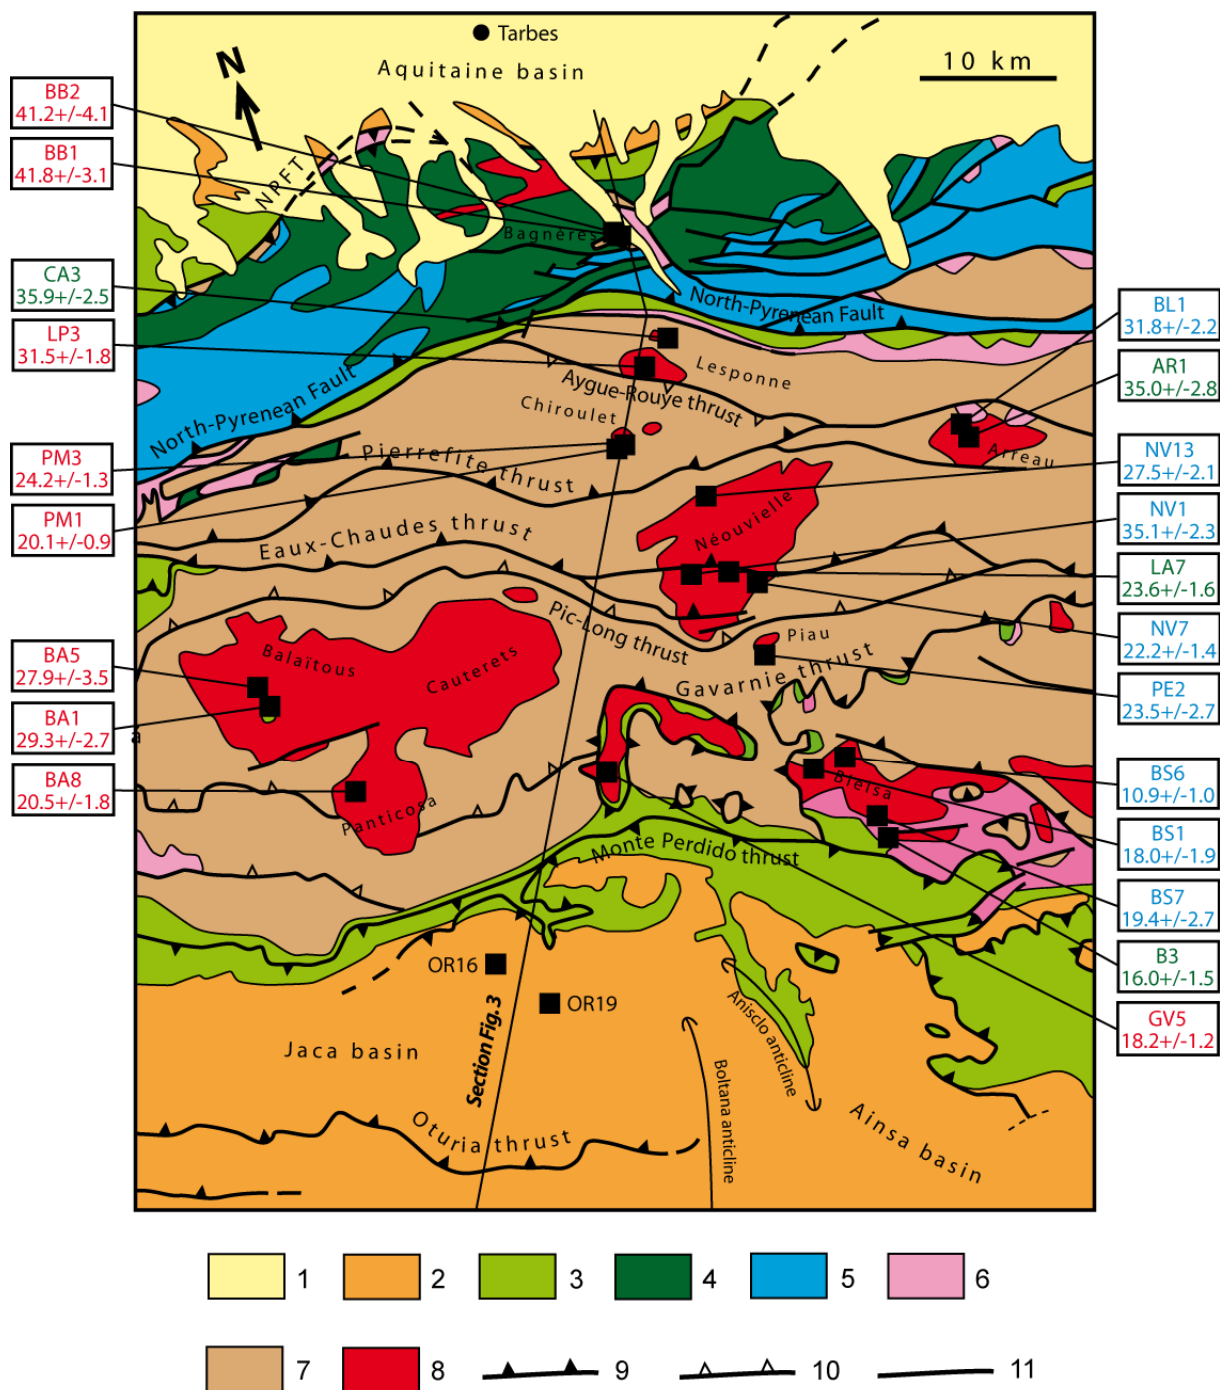 Tarbes
Aquitaine basin
10 km
N
NPFT
BB2
41.2+/-4.1
BB1
41.8+/-3.1
CA3
35.9+/-2.5
LP3
31.5+/-1.8
PM3
24.2+/-1.3
PM1
20.1+/-0.9
BA5
27.9+/-3.5
BA1
29.3+/-2.7
BA8
20.5+/-1.8
Bagnères
North-Pyrenean Fault
North-Pyrenean Fault
Lesponne
Aygue-Rouye thrust
Chiroulet
Pierrefite thrust
Arreau
Eaux-Chaudes thrust
Néouvielle
Pic-Long thrust
Piau
Balaïtous
Cauterets
Gavarnie thrust
a
Panticosa
Bielsa
Monte Perdido thrust
OR16
OR19
Section Fig. 3
Jaca basin
Anisclo anticline
Boltana anticline
Ainsa basin
Oturia thrust
BL1
31.8+/-2.2
AR1
35.0+/-2.8
NV13
27.5+/-2.1
NV1
35.1+/-2.3
LA7
23.6+/-1.6
NV7
22.2+/-1.4
PE2
23.5+/-2.7
BS6
10.9+/-1.0
BS1
18.0+/-1.9
BS7
19.4+/-2.7
B3
16.0+/-1.5
GV5
18.2+/-1.2
1 2 3 4 5 6
7 8 9 10 11